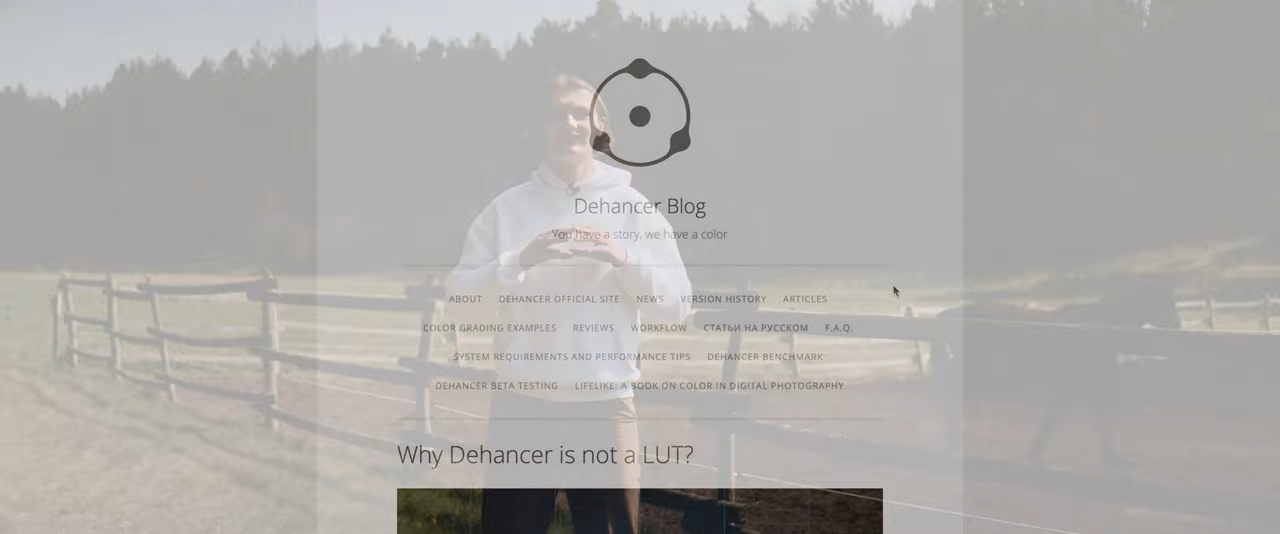 Dehancer Blog
You have a story, we have a color
ABOUT DEHANCER OFFICIAL SITE NEWS VERSION HISTORY ARTICLES
COLOR GRADING EXAMPLES REVIEWS WORKFLOW СТАТЬИ НА РУССКОМ F.A.Q.
SYSTEM REQUIREMENTS AND PERFORMANCE TIPS DEHANCER BENCHMARK
DEHANCER BETA TESTING LIFELIKE: A BOOK ON COLOR IN DIGITAL PHOTOGRAPHY
Why Dehancer is not a LUT?